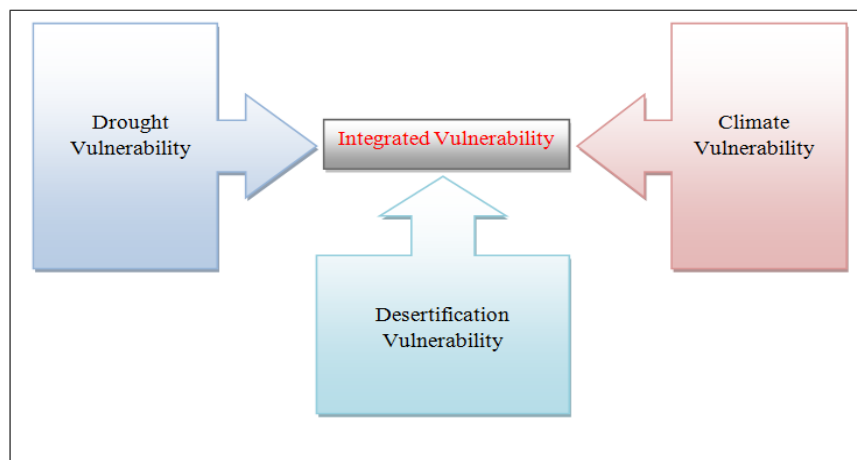 Drought
Vulnerability
Integrated Vulnerability
Climate
Vulnerability
Desertification
Vulnerability